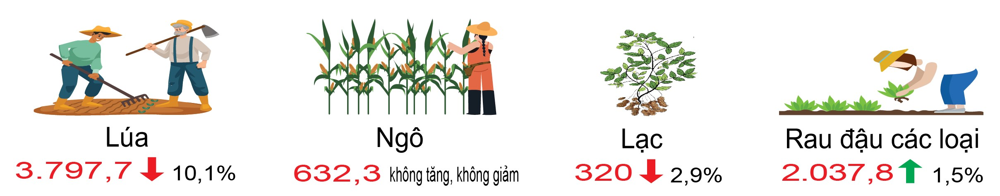 Lúa
3.797,7 10,1%
Ngô
632,3 không tăng, không giảm
Lạc
320 2,9%
Rau đậu các loại
2.037,8 1,5%